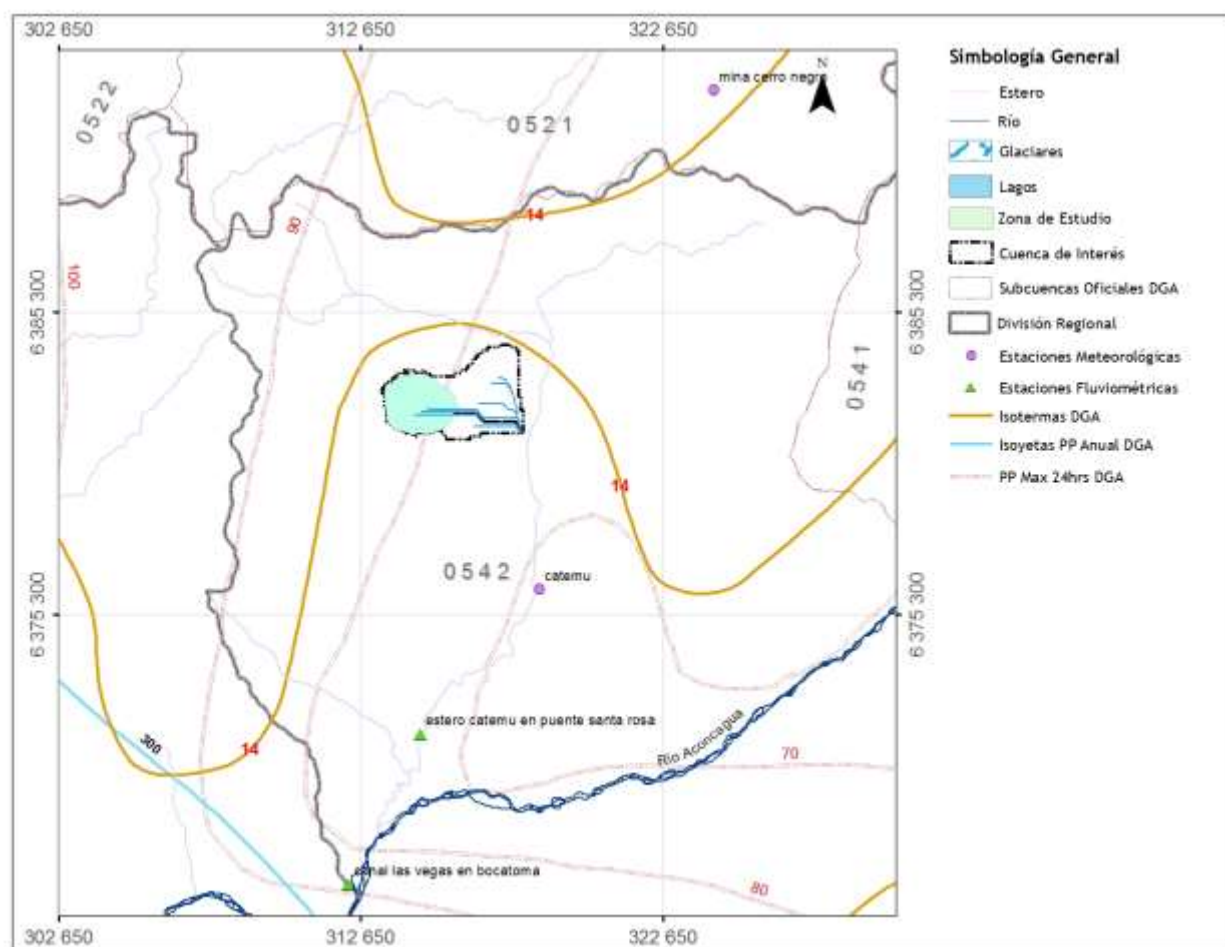 302 650
312 650
322 650
mina cerro negro
N
0522
0521
90
14
100
6 385 300
6 385 300
0541
14
0542
catemu
6 375 300
6 375 300
estero catemu en puente santa rosa
Río Aconcagua
300
14
70
canal las vegas en bocatoma
80
302 650
312 650
322 650
Simbología General
Estero
Río
Glaciares
Lagos
Zona de Estudio
Cuenca de Interés
Subcuencas Oficiales DGA
División Regional
Estaciones Meteorológicas
Estaciones Fluviométricas
Isotermas DGA
Isoyetas PP Anual DGA
PP Max 24hrs DGA